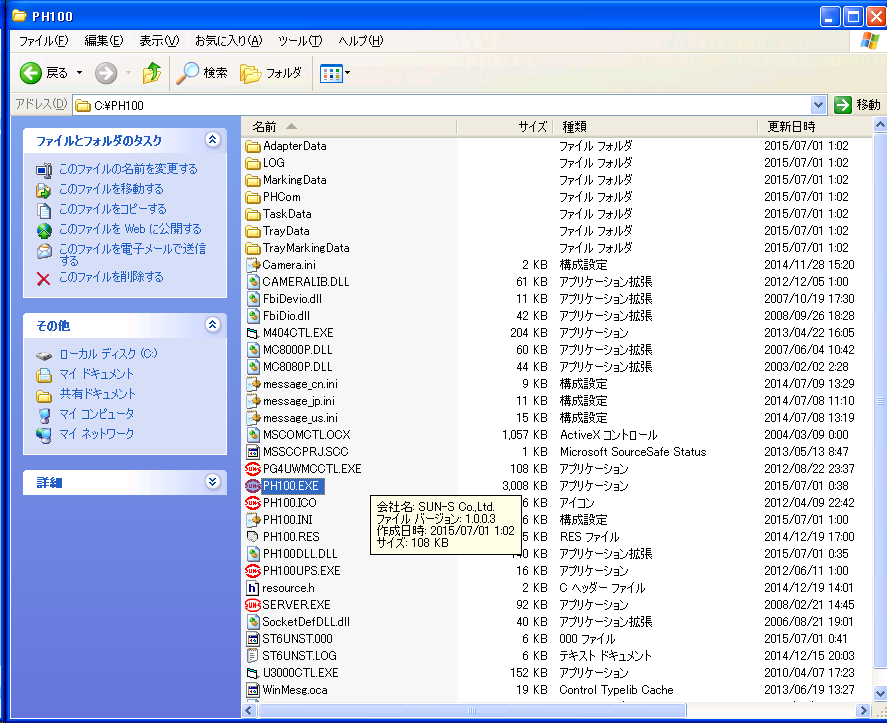 PH100
ファイル(F) 編集(E) 表示(V) お気に入り(A) ツール(T) ヘルプ(H)
戻る 検索 フォルダ
アドレス(D) C:¥PH100 移動
ファイルとフォルダのタスク
このファイルの名前を変更する
このファイルを移動する
このファイルをコピーする
このファイルを Web に公開する
このファイルを電子メールで送信
する
このファイルを削除する
その他
ローカル ディスク (C:)
マイ ドキュメント
共有ドキュメント
マイ コンピュータ
マイ ネットワーク
詳細
名前 サイズ 種類 更新日時
AdapterData ファイル フォルダ 2015/07/01 1:02
LOG ファイル フォルダ 2015/07/01 1:02
MarkingData ファイル フォルダ 2015/07/01 1:02
PHCom ファイル フォルダ 2015/07/01 1:02
TaskData ファイル フォルダ 2015/07/01 1:02
TrayData ファイル フォルダ 2015/07/01 1:02
TrayMarkingData ファイル フォルダ 2015/07/01 1:02
Camera.ini 2 KB 構成設定 2014/11/28 15:20
CAMERALIB.DLL 61 KB アプリケーション拡張 2012/12/05 1:00
FbiDevio.dll 11 KB アプリケーション拡張 2007/10/19 17:30
FbiDio.dll 42 KB アプリケーション拡張 2008/09/26 18:28
M404CTL.EXE 204 KB アプリケーション 2013/04/22 16:05
MC8000P.DLL 60 KB アプリケーション拡張 2007/06/04 10:42
MC8080P.DLL 44 KB アプリケーション拡張 2003/02/02 2:28
message_cn.ini 9 KB 構成設定 2014/07/09 13:29
message_jp.ini 11 KB 構成設定 2014/07/08 11:10
message_us.ini 15 KB 構成設定 2014/07/08 13:19
MSCOMCTL.OCX 1,057 KB ActiveX コントロール 2004/03/09 0:00
MSSCCPRJ.SCC 1 KB Microsoft SourceSafe Status 2013/05/13 8:47
PG4UWMCCTL.EXE 108 KB アプリケーション 2012/08/22 23:37
PH100.EXE 3,008 KB アプリケーション 2015/07/01 0:38
PH100.ICO KB アイコン 2012/04/09 22:42
PH100.INI KB 構成設定 2015/07/01 1:02
PH100.RES KB RES ファイル 2014/12/19 17:00
PH100DLL.DLL KB アプリケーション拡張 2015/07/01 0:35
会社名: SUN-S Co.,Ltd.
ファイル バージョン: 1.0.0.3
作成日時: 2015/07/01 1:02
サイズ: 108 KB
PH100UPS.EXE 16 KB アプリケーション 2012/06/11 1:00
resource.h 2 KB C ヘッダー ファイル 2014/12/19 14:01
SERVER.EXE 92 KB アプリケーション 2008/02/21 14:45
SocketDefDLL.dll 40 KB アプリケーション拡張 2006/08/21 19:01
ST6UNST.000 6 KB 000 ファイル 2015/07/01 0:41
ST6UNST.LOG 6 KB テキスト ドキュメント 2014/12/15 20:03
U3000CTL.EXE 152 KB アプリケーション 2010/04/07 17:23
WinMesg.oca 19 KB Control Typelib Cache 2013/06/19 13:27